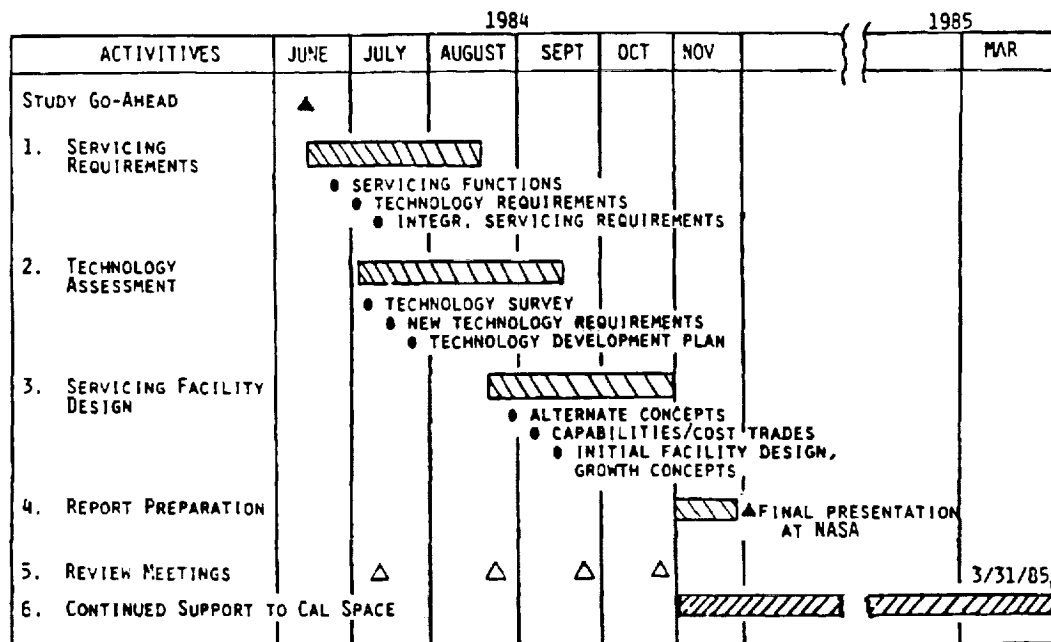 1984 1985
ACTIVITIVES JUNE JULY AUGUST SEPT OCT NOV MAR
STUDY GO-AHEAD
1. SERVICING
REQUIREMENTS
● SERVICING FUNCTIONS
● TECHNOLOGY REQUIREMENTS
● INTEGR. SERVICING REQUIREMENTS
2. TECHNOLOGY
ASSESSMENT
● TECHNOLOGY SURVEY
● NEW TECHNOLOGY REQUIREMENTS
● TECHNOLOGY DEVELOPMENT PLAN
3. SERVICING FACILITY
DESIGN
● ALTERNATE CONCEPTS
● CAPABILITIES/COST TRADES
● INITIAL FACILITY DESIGN,
GROWTH CONCEPTS
4. REPORT PREPARATION
FINAL PRESENTATION
AT NASA
5. REVIEW MEETINGS
3/31/85
6. CONTINUED SUPPORT TO CAL SPACE